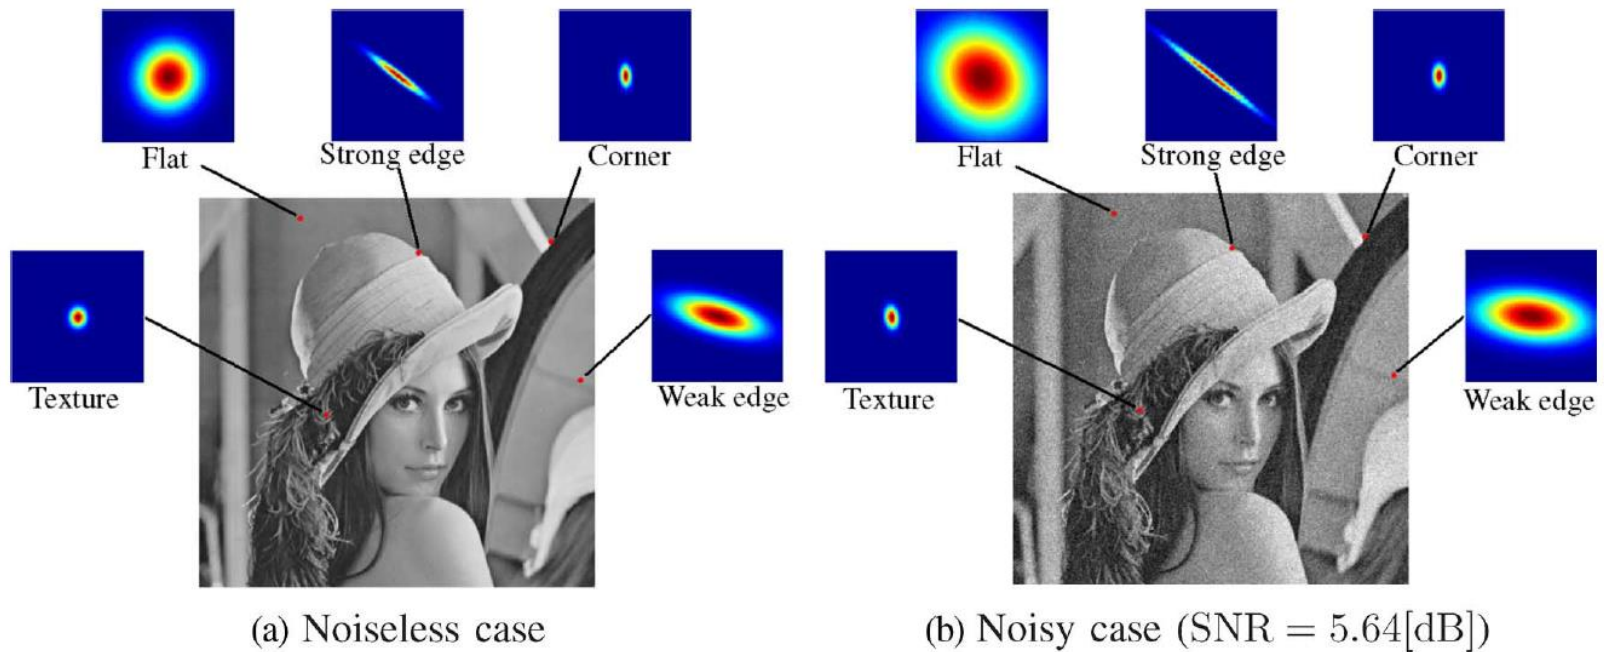 Flat
Strong edge
Corner
Texture
Weak edge
(a) Noiseless case
Flat
Strong edge
Corner
Texture
Weak edge
(b) Noisy case (SNR = 5.64[dB])